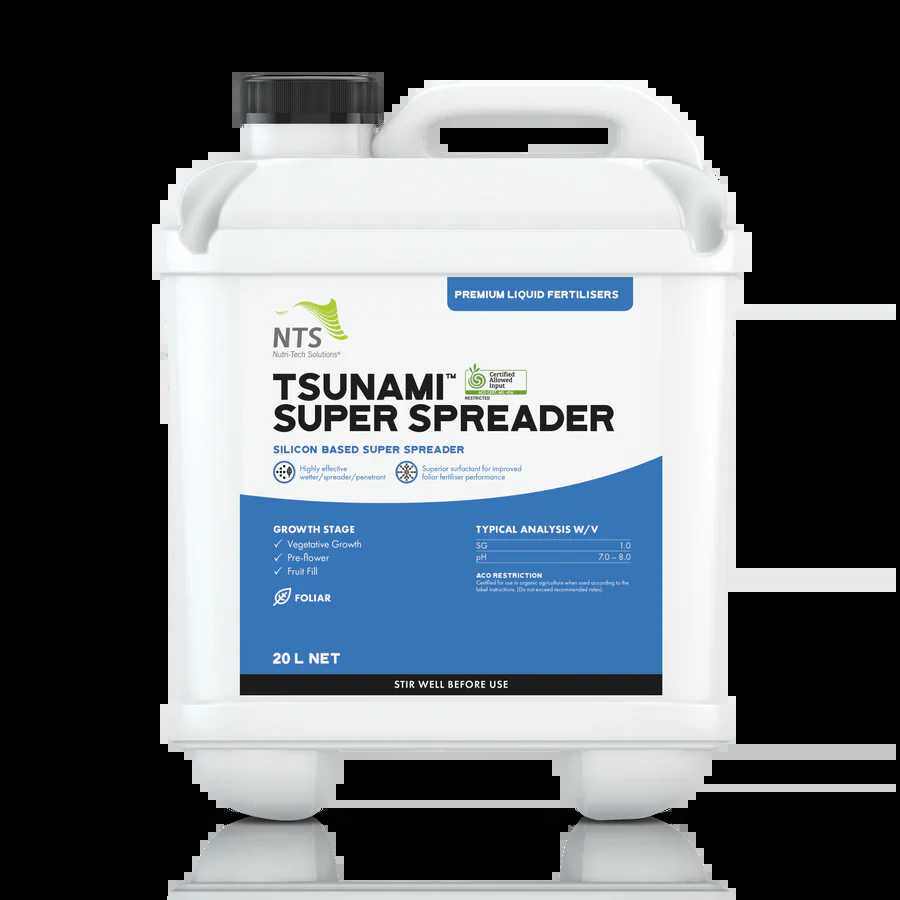 PREMIUM LIQUID FERTILISERS
NTS
Nutri-Tech Solutions®
TSUNAMI™
Certified
Allowed
Input
RESTRICTED
SUPER SPREADER
SILICON BASED SUPER SPREADER
Highly effective
wetter/spreader/penetrant
Superior surfactant for improved
foliar fertiliser performance
GROWTH STAGE
✓ Vegetative Growth
✓ Pre-flower
✓ Fruit Fill
FOLIAR
TYPICAL ANALYSIS W/V
SG 1.0
pH 7.0 – 8.0
ACO RESTRICTION
Certified for use in organic agriculture when used according to the
label instructions. (Do not exceed recommended rates)
20 L NET
STIR WELL BEFORE USE